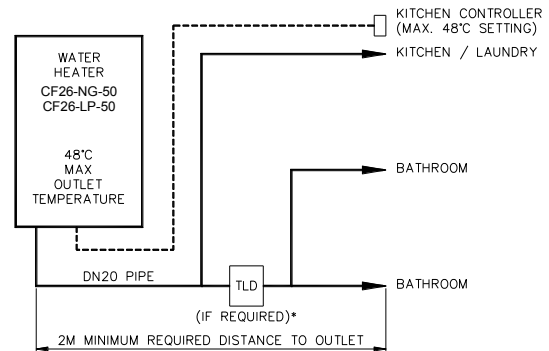 KITCHEN CONTROLLER
(MAX. 48°C SETTING)
KITCHEN / LAUNDRY
WATER
HEATER
CF26-NG-50
CF26-LP-50
48°C
MAX
OUTLET
TEMPERATURE
BATHROOM
DN20 PIPE
TLD
BATHROOM
(IF REQUIRED)*
2M MINIMUM REQUIRED DISTANCE TO OUTLET